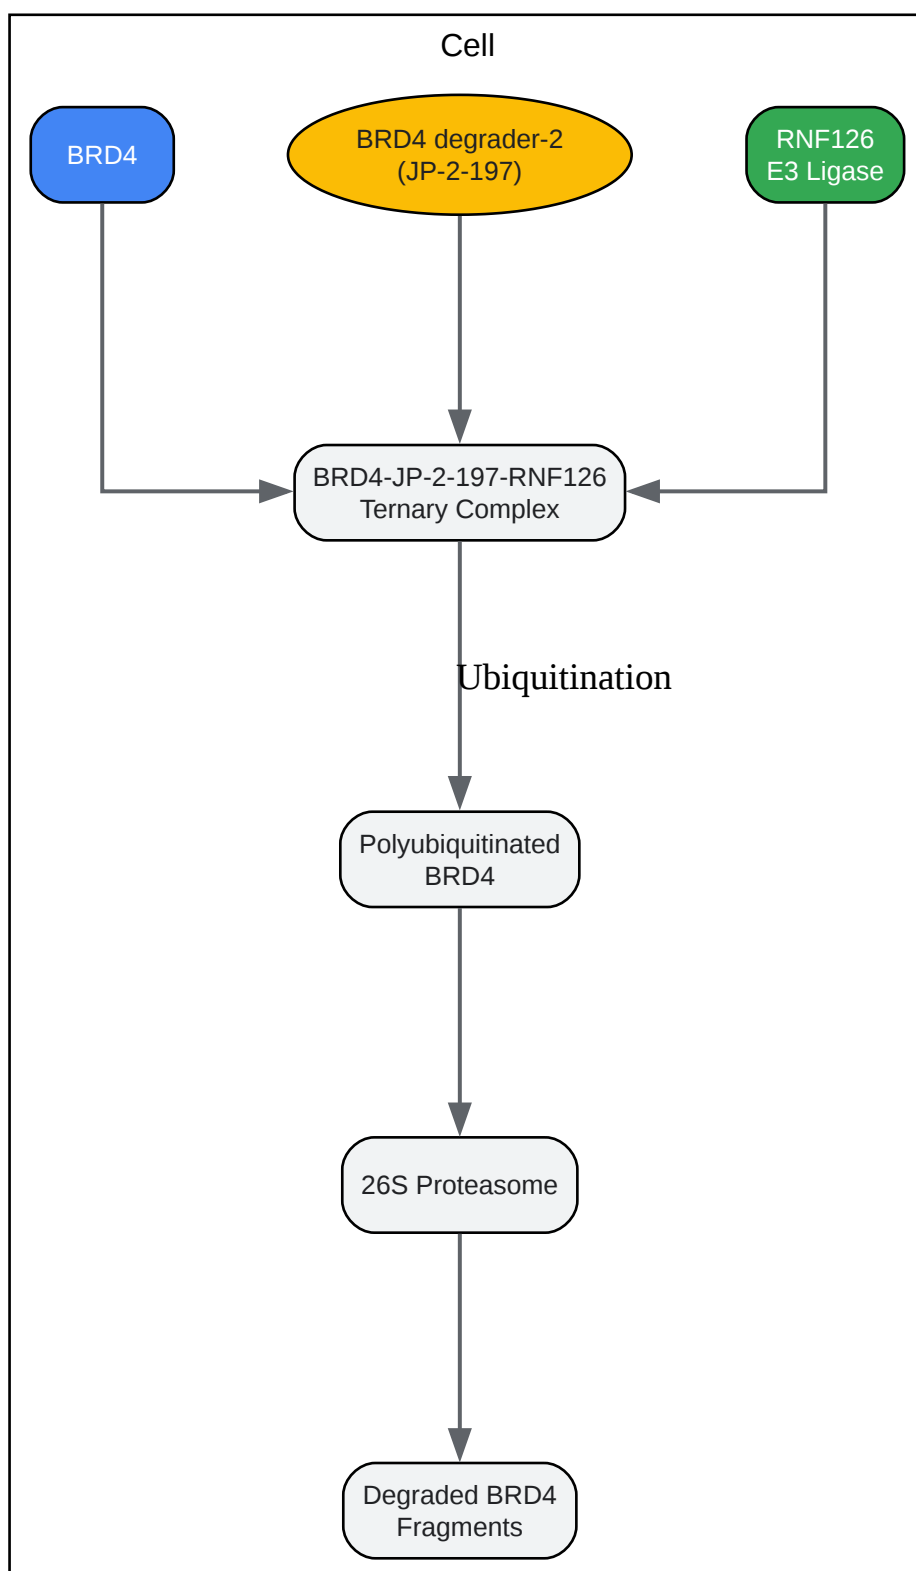 Cell
BRD4
BRD4 degrader-2
(JP-2-197)
RNF126
E3 Ligase
BRD4-JP-2-197-RNF126
Ternary Complex
Ubiquitination
Polyubiquitinated
BRD4
26S Proteasome
Degraded BRD4
Fragments